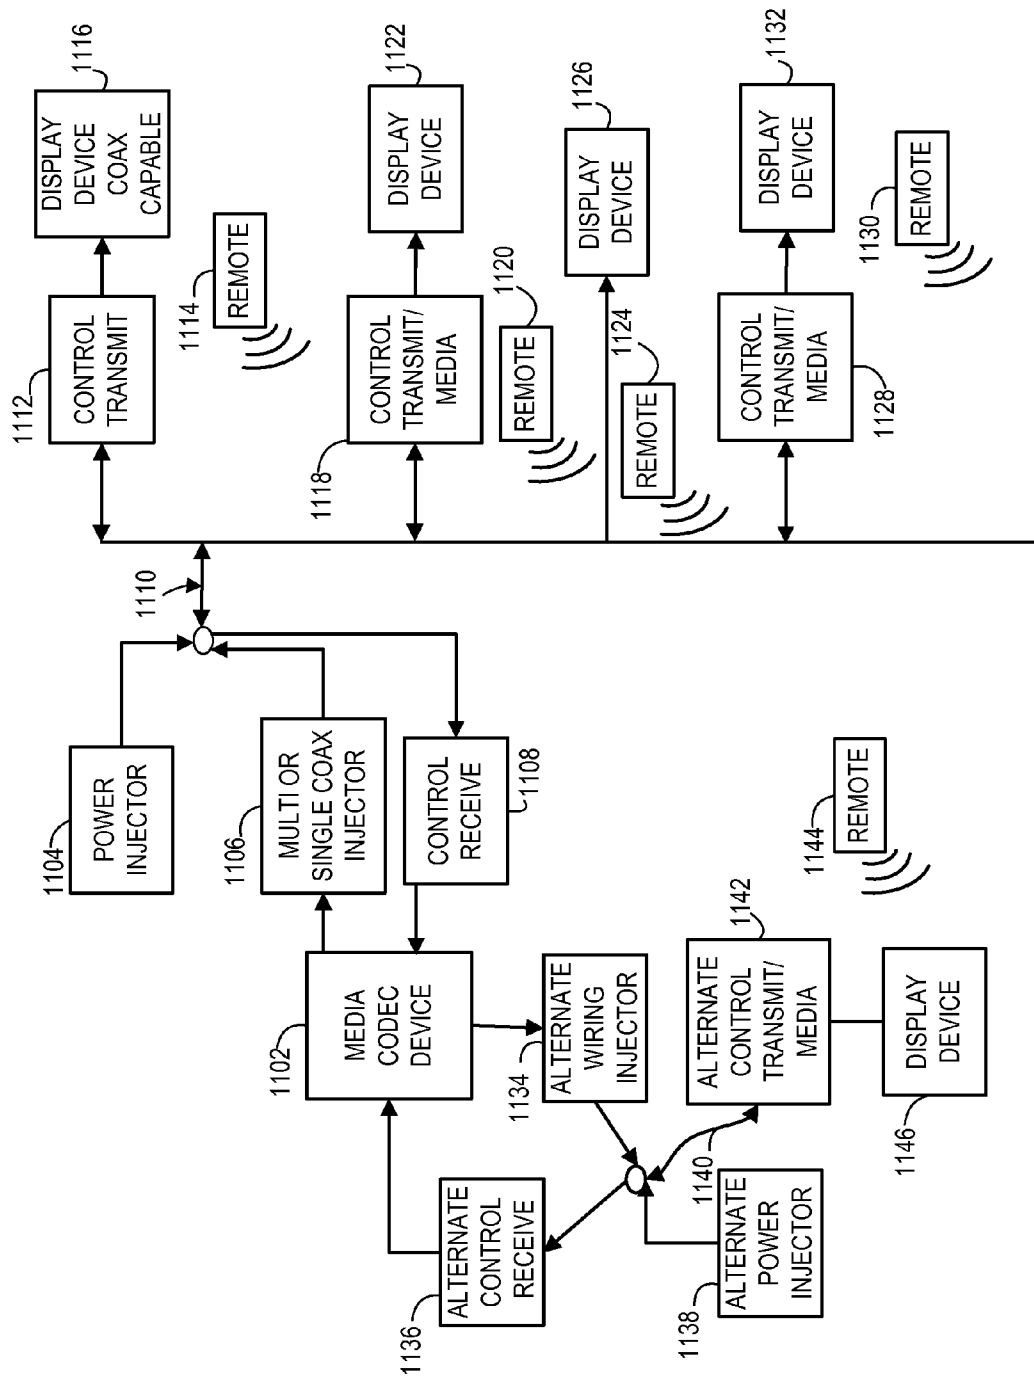 1116
DISPLAY
DEVICE
COAX
CAPABLE
1112
CONTROL
TRANSMIT
1114
REMOTE
1122
DISPLAY
DEVICE
1118
CONTROL
TRANSMIT/
MEDIA
1120
REMOTE
1126
DISPLAY
DEVICE
1124
REMOTE
1132
DISPLAY
DEVICE
1128
CONTROL
TRANSMIT/
MEDIA
1130
REMOTE
1110
1104
POWER
INJECTOR
1106
MULTI OR
SINGLE COAX
INJECTOR
1108
CONTROL
RECEIVE
1102
MEDIA
CODEC
DEVICE
1134
ALTERNATE
WIRING
INJECTOR
1136
ALTERNATE
CONTROL
RECEIVE
1138
ALTERNATE
POWER
INJECTOR
1140
1142
ALTERNATE
CONTROL
TRANSMIT/
MEDIA
1144
REMOTE
1146
DISPLAY
DEVICE